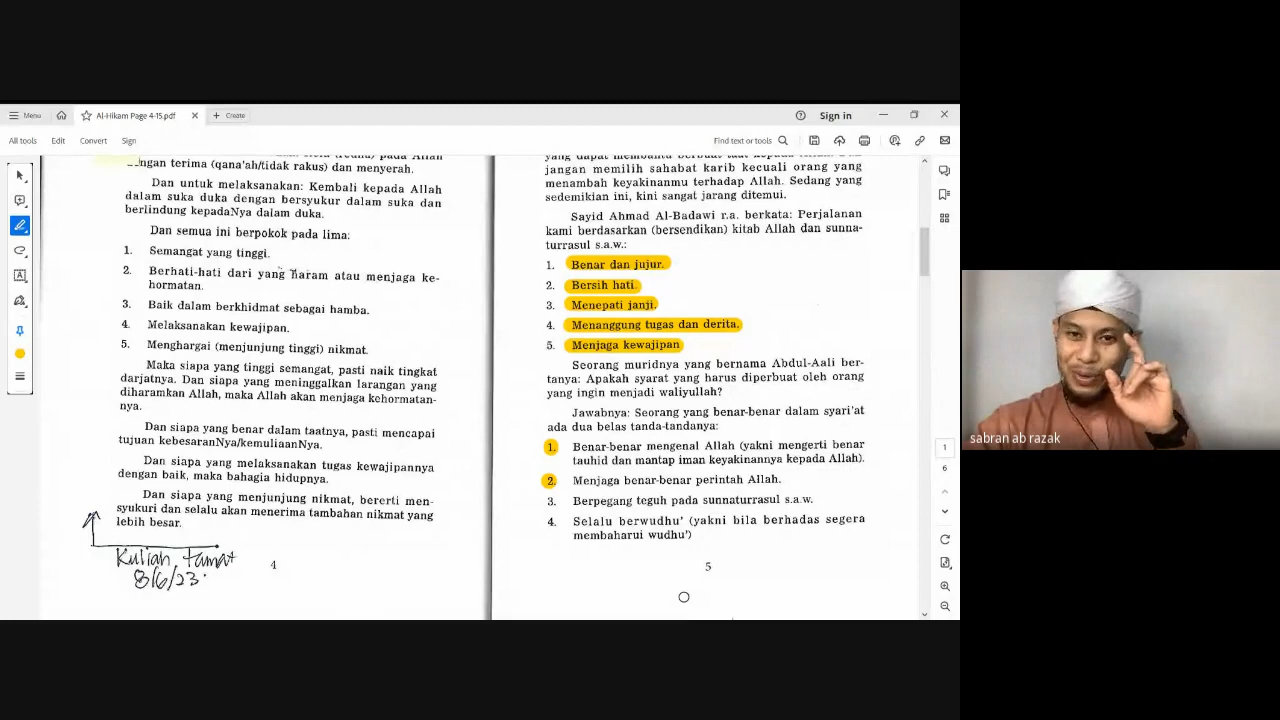 Menu
Al-Hikam Page 4-15.pdf
Create
Sign in
All tools
Edit
Convert
Sign
Find text or tools
pada Allah
dengan terima (qana'ah/tidak rakus) dan menyerah.
Dan untuk melaksanakan: Kembali kepada Allah
dalam suka duka dengan bersyukur dalam suka dan
berlindung kepadaNya dalam duka.
Dan semua ini berpokok pada lima:
1. Semangat yang tinggi.
2. Berhati-hati dari yang haram atau menjaga ke-
hormatan.
3. Baik dalam berkhidmat sebagai hamba.
4. Melaksanakan kewajipan.
5. Menghargai (menjunjung tinggi) nikmat.
Maka siapa yang tinggi semangat, pasti naik tingkat
darjatnya. Dan siapa yang meninggalkan larangan yang
diharamkan Allah, maka Allah akan menjaga kehormatan-
nya.
Dan siapa yang benar dalam taatnya, pasti mencapai
tujuan kebesaranNya/kemuliaanNya.
Dan siapa yang melaksanakan tugas kewajipannya
dengan baik, maka bahagia hidupnya.
Dan siapa yang menjunjung nikmat, bererti men-
syukuri dan selalu akan menerima tambahan nikmat yang
lebih besar.
Kuliah tamat
8/6/23
4
yang dapat membantu berbuat taat kepada
jangan memilih sahabat karib kecuali orang yang
menambah keyakinanmu terhadap Allah. Sedang yang
sedemikian ini, kini sangat jarang ditemui.
Sayid Ahmad Al-Badawi r.a. berkata: Perjalanan
kami berdasarkan (bersendikan) kitab Allah dan sunna-
turrasul s.a.w.:
1. Benar dan jujur.
2. Bersih hati.
3. Menepati janji.
4. Menanggung tugas dan derita.
5. Menjaga kewajipan
Seorang muridnya yang bernama Abdul-Aali ber-
tanya: Apakah syarat yang harus diperbuat oleh orang
yang ingin menjadi waliyullah?
Jawabnya: Seorang yang benar-benar dalam syari'at
ada dua belas tanda-tandanya:
1. Benar-benar mengenal Allah (yakni mengerti benar
tauhid dan mantap iman keyakinannya kepada Allah).
2. Menjaga benar-benar perintah Allah.
3. Berpegang teguh pada sunnaturrasul s.a.w.
4. Selalu berwudhu' (yakni bila berhadas segera
membaharui wudhu')
5
1
6
sabran ab razak